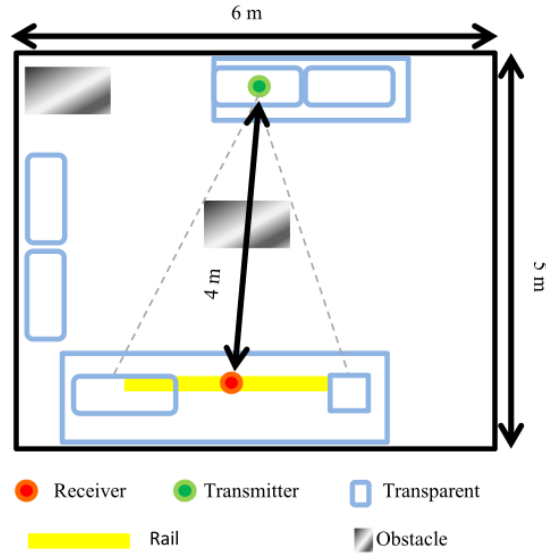 6 m
4 m
5 m
Receiver
Transmitter
Transparent
Rail
Obstacle